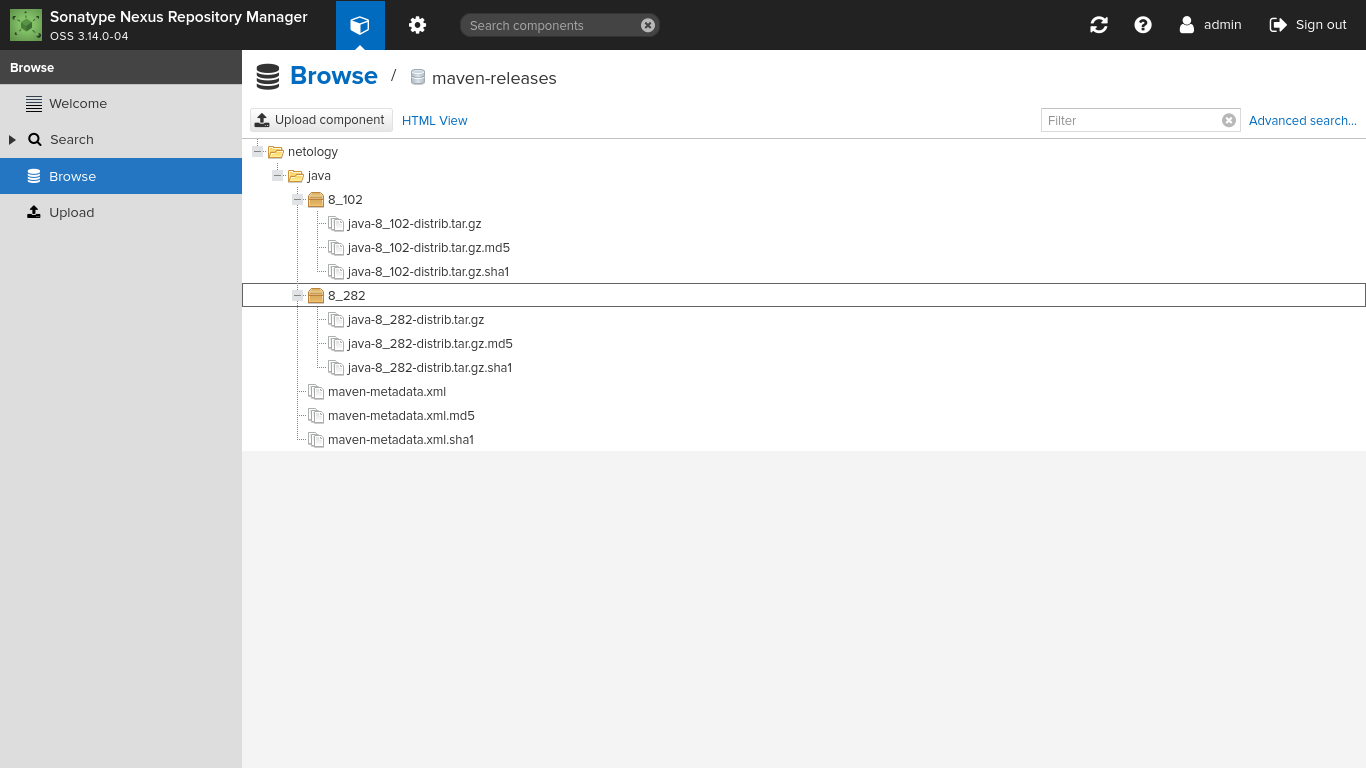 Sonatype Nexus Repository Manager
OSS 3.14.0-04
Search components
admin
Sign out
Browse
Welcome
Search
Browse
Upload
Browse / maven-releases
Upload component
HTML View
Filter
Advanced search...
netology
java
8_102
java-8_102-distrib.tar.gz
java-8_102-distrib.tar.gz.md5
java-8_102-distrib.tar.gz.sha1
8_282
java-8_282-distrib.tar.gz
java-8_282-distrib.tar.gz.md5
java-8_282-distrib.tar.gz.sha1
maven-metadata.xml
maven-metadata.xml.md5
maven-metadata.xml.sha1